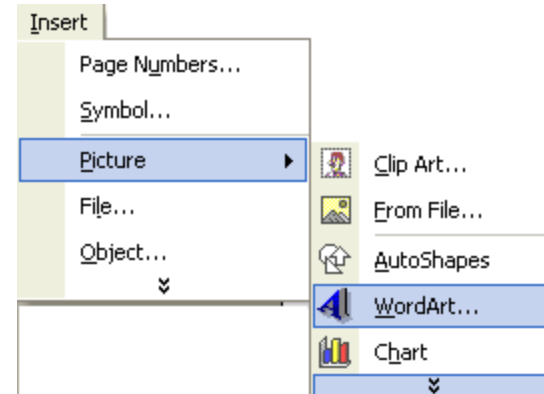 Insert
Page Numbers...
Symbol...
Picture
File...
Object...
Clip Art...
From File...
AutoShapes
WordArt...
Chart